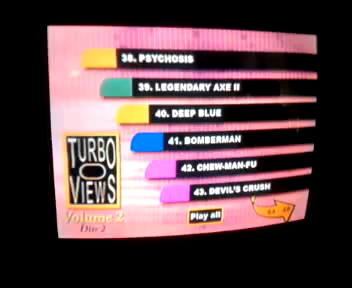 38. PSYCHOSIS
39. LEGENDARY AXE II
40. DEEP BLUE
41. BOMBERMAN
42. CHEW-MAN-FU
43. DEVIL'S CRUSH
TURBO
VIEWS
Volume 2
Disc 2
Play all